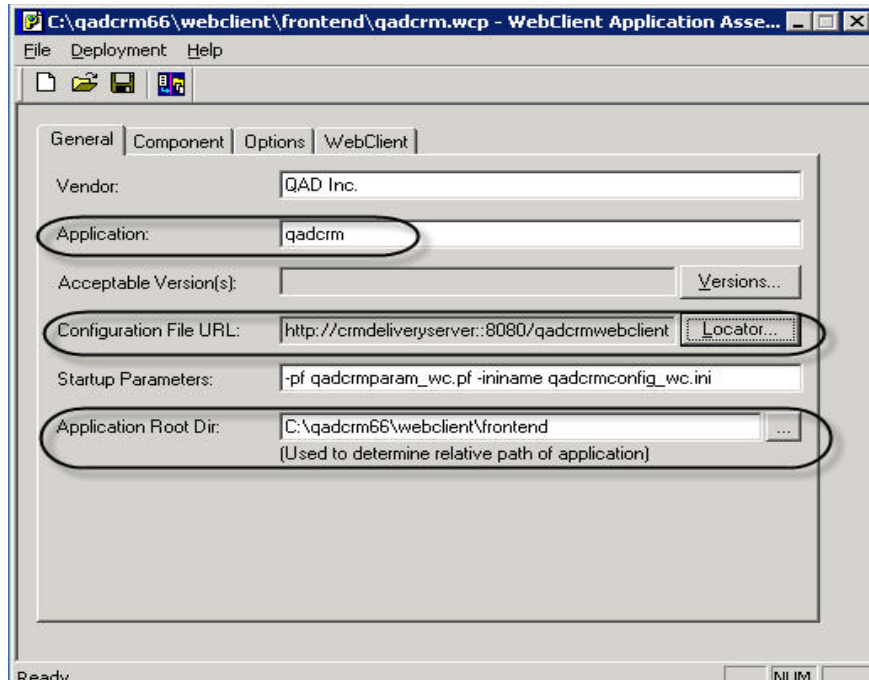 C:\qadcrm66\webclient\frontend\qadcrm.wcp - WebClient Application Asse...
File Deployment Help
General Component Options WebClient
Vendor: QAD Inc.
Application: qadcrm
Acceptable Version(s): Versions...
Configuration File URL: http://crmdeliveryserver::8080/qadcrmwebclient Locator...
Startup Parameters: -pf qadcrmparam_wc.pf -ininame qadcrmconfig_wc.ini
Application Root Dir: C:\qadcrm66\webclient\frontend ...
(Used to determine relative path of application)
Ready NUM